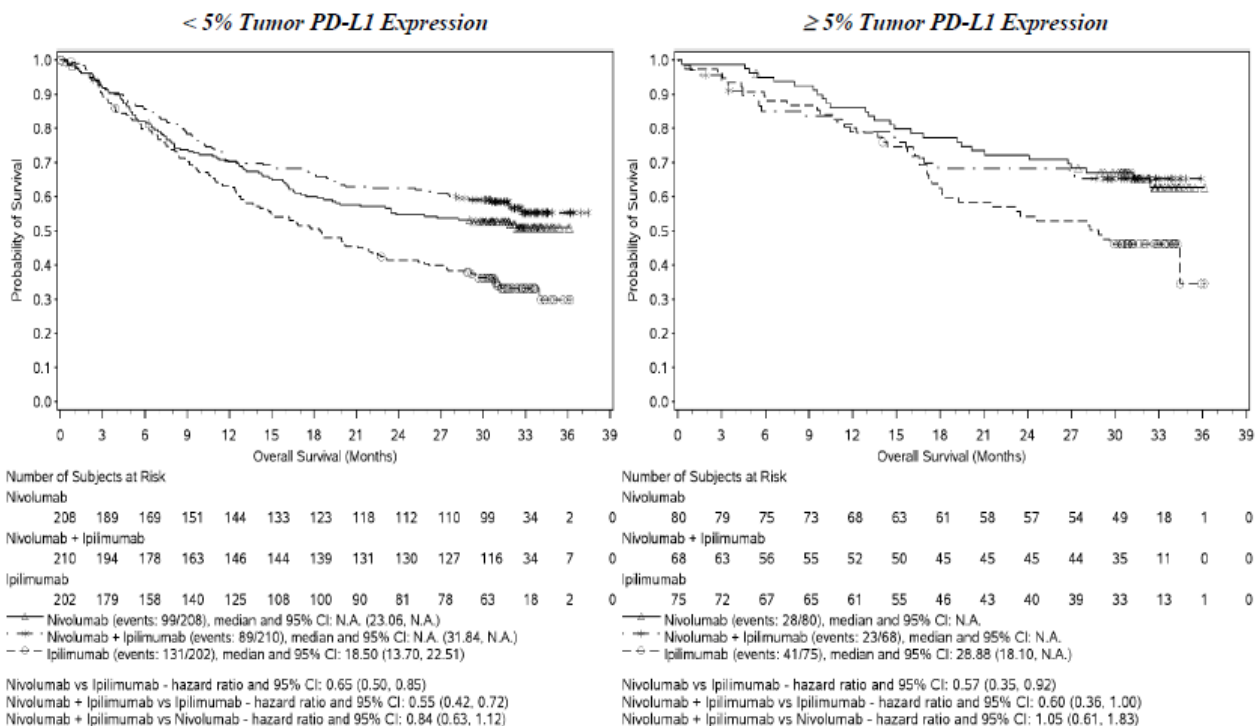 < 5% Tumor PD-L1 Expression
Probability of Survival
1.0
0.9
0.8
0.7
0.6
0.5
0.4
0.3
0.2
0.1
0.0
0 3 6 9 12 15 18 21 24 27 30 33 36 39
Overall Survival (Months)
Number of Subjects at Risk
Nivolumab
208 189 169 151 144 133 123 118 112 110 99 34 2 0
Nivolumab + Ipilimumab
210 194 178 163 146 144 139 131 130 127 116 34 7 0
Ipilimumab
202 179 158 140 125 108 100 90 81 78 63 18 2 0
Nivolumab (events: 99/208), median and 95% CI: N.A. (23.06, N.A.)
Nivolumab + Ipilimumab (events: 89/210), median and 95% CI: N.A. (31.84, N.A.)
Ipilimumab (events: 131/202), median and 95% CI: 18.50 (13.70, 22.51)
Nivolumab vs Ipilimumab - hazard ratio and 95% CI: 0.65 (0.50, 0.85)
Nivolumab + Ipilimumab vs Ipilimumab - hazard ratio and 95% CI: 0.55 (0.42, 0.72)
Nivolumab + Ipilimumab vs Nivolumab - hazard ratio and 95% CI: 0.84 (0.63, 1.12)
≥ 5% Tumor PD-L1 Expression
Probability of Survival
1.0
0.9
0.8
0.7
0.6
0.5
0.4
0.3
0.2
0.1
0.0
0 3 6 9 12 15 18 21 24 27 30 33 36 39
Overall Survival (Months)
Number of Subjects at Risk
Nivolumab
80 79 75 73 68 63 61 58 57 54 49 18 1 0
Nivolumab + Ipilimumab
68 63 56 55 52 50 45 45 45 44 35 11 0 0
Ipilimumab
75 72 67 65 61 55 46 43 40 39 33 13 1 0
Nivolumab (events: 28/80), median and 95% CI: N.A.
Nivolumab + Ipilimumab (events: 23/68), median and 95% CI: N.A.
Ipilimumab (events: 41/75), median and 95% CI: 28.88 (18.10, N.A.)
Nivolumab vs Ipilimumab - hazard ratio and 95% CI: 0.57 (0.35, 0.92)
Nivolumab + Ipilimumab vs Ipilimumab - hazard ratio and 95% CI: 0.60 (0.36, 1.00)
Nivolumab + Ipilimumab vs Nivolumab - hazard ratio and 95% CI: 1.05 (0.61, 1.83)